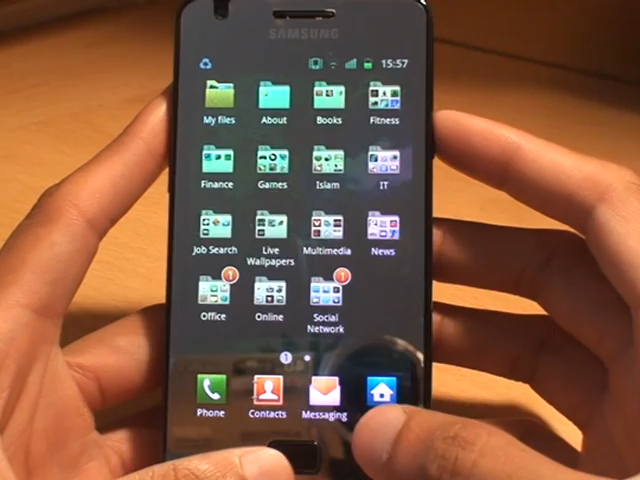 SAMSUNG
15:57
My files
About
Books
Fitness
Finance
Games
Islam
IT
Job Search
Live
Wallpapers
Multimedia
News
1
1
Office
Online
Social
Network
1
Phone
Contacts
Messaging